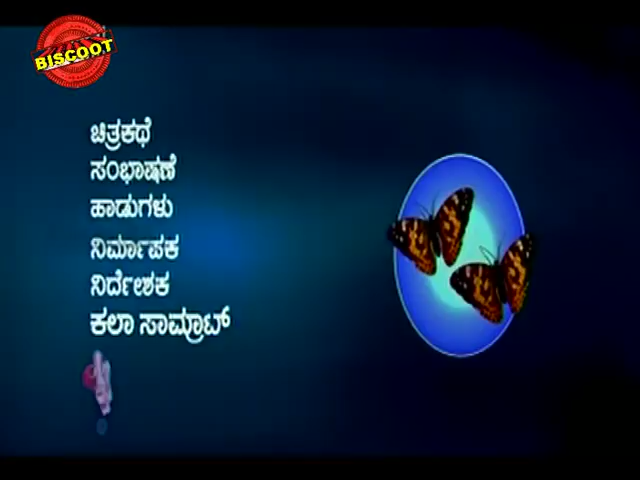 BISCOOT
ಚಿತ್ರಕಥೆ
ಸಂಭಾಷಣೆ
ಹಾಡುಗಳು
ನಿರ್ಮಾಪಕ
ನಿರ್ದೇಶಕ
ಕಲಾ ಸಾಮ್ರಾಟ್